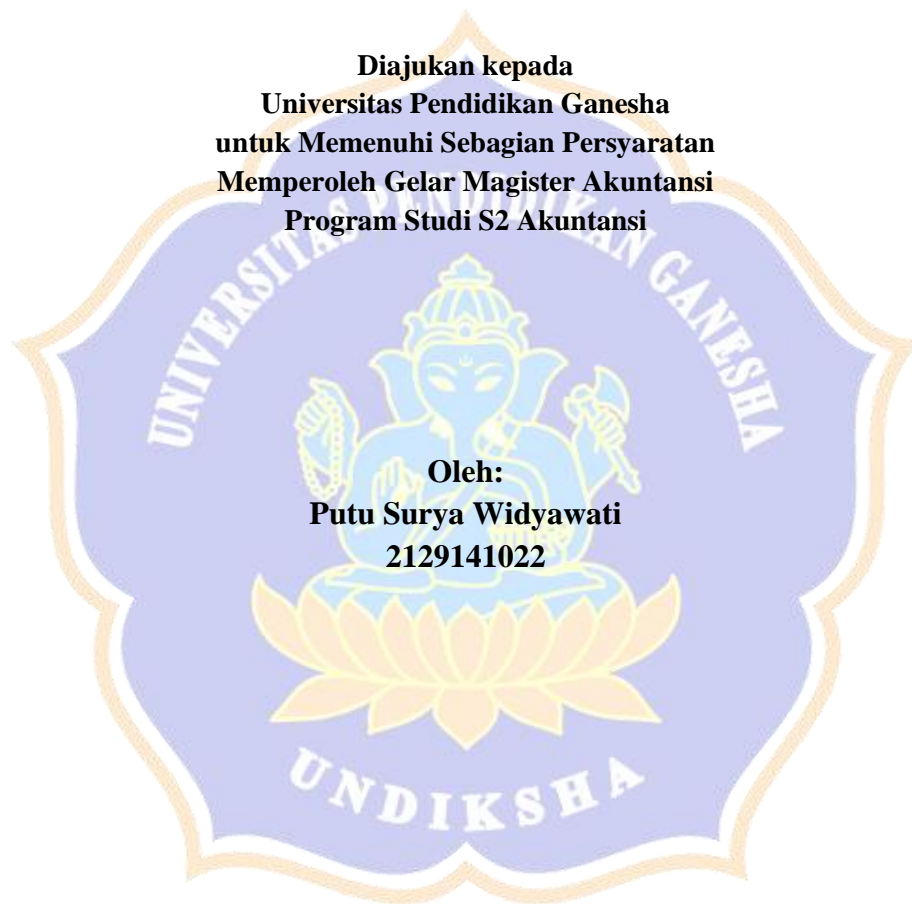 Diajukan kepada
Universitas Pendidikan Ganesha
untuk Memenuhi Sebagian Persyaratan
Memperoleh Gelar Magister Akuntansi
Program Studi S2 Akuntansi
UNIVERSITAS PENDIDIKAN GANESHA
Oleh:
Putu Surya Widyawati
2129141022
UNDIKSHA